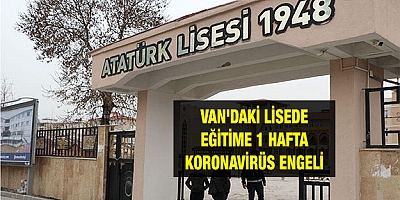 ATATÜRK LİSESİ 1948
VAN'DAKİ LİSEDE
EĞİTİME 1 HAFTA
KORONAVİRÜS ENGELİ